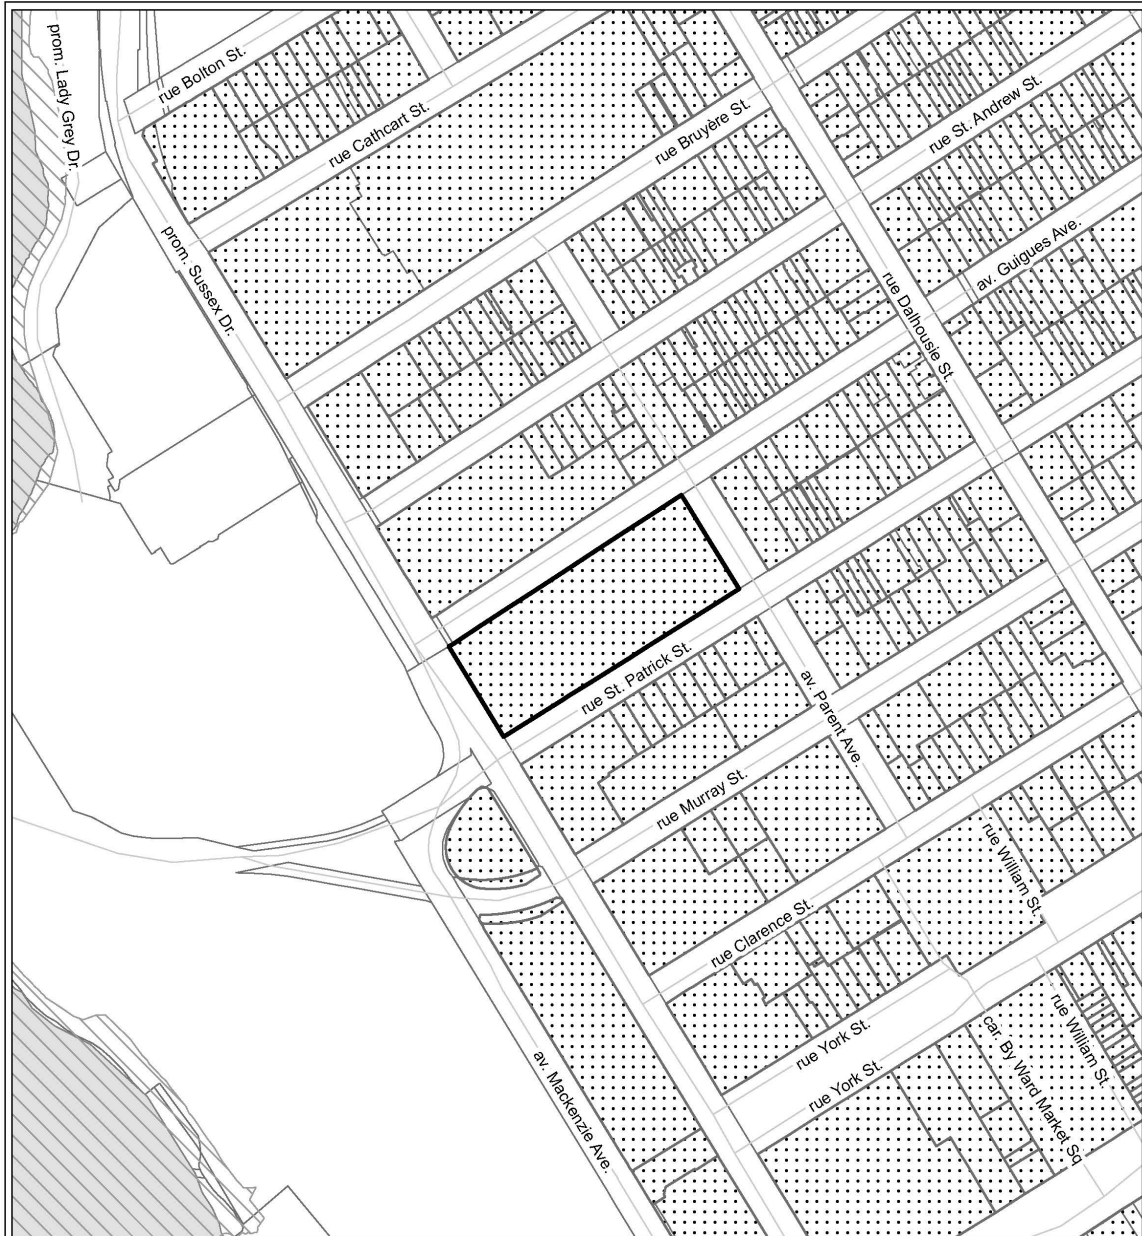 prom. Lady Grey Dr.
rue Bolton St.
rue Cathcart St.
rue Bruyère St.
rue St. Andrew St.
av. Guigues Ave.
prom. Sussex Dr.
rue Dalhousie St.
rue St. Patrick St.
av. Parent Ave.
rue Murray St.
rue William St.
rue Clarence St.
rue York St.
rue York St.
rue William St.
car. By Ward Market Sq
av. Mackenzie Ave.